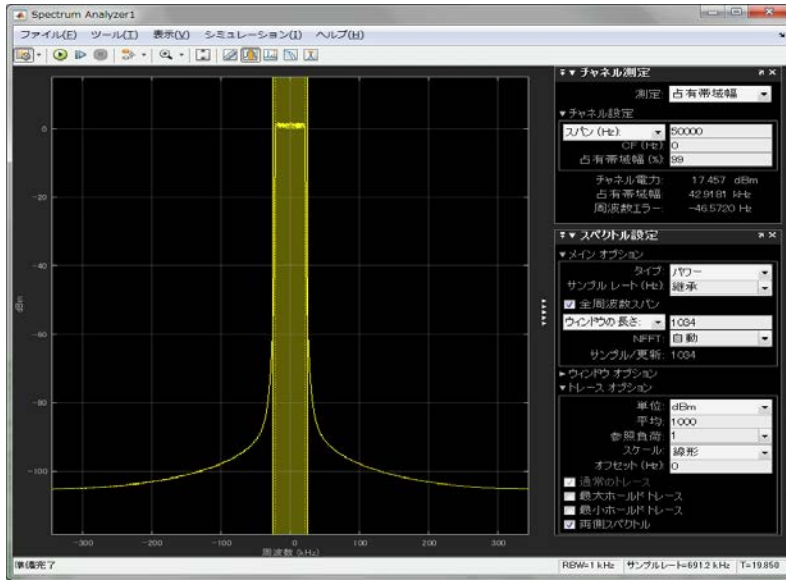 Spectrum Analyzer1
ファイル(F) ツール(T) 表示(V) シミュレーション(I) ヘルプ(H)
チャネル測定
測定: 占有帯域幅
チャネル設定
スパン (Hz): 50000
CF (Hz): 0
占有帯域幅 (%): 99
チャネル電力: 17.457 dBm
占有帯域幅 42.9181 kHz
周波数エラー: -46.5720 Hz
スペクトル設定
メイン オプション
タイプ: パワー
サンプル レート (Hz): 継承
全周波数スパン
ウィンドウの長さ: 1034
NFFT: 自動
サンプル/更新: 1034
ウィンドウ オプション
トレース オプション
単位: dBm
平均: 1000
参照負荷: 1
スケール: 線形
オフセット (Hz): 0
通常のトレース
最大ホールド トレース
最小ホールド トレース
両側スペクトル
dBm
0
-20
-40
-60
-80
-100
-300 -200 -100 0 100 200 300
周波数 (kHz)
準備完了
RBW=1 kHz サンプル レート=691.2 kHz T=19.850